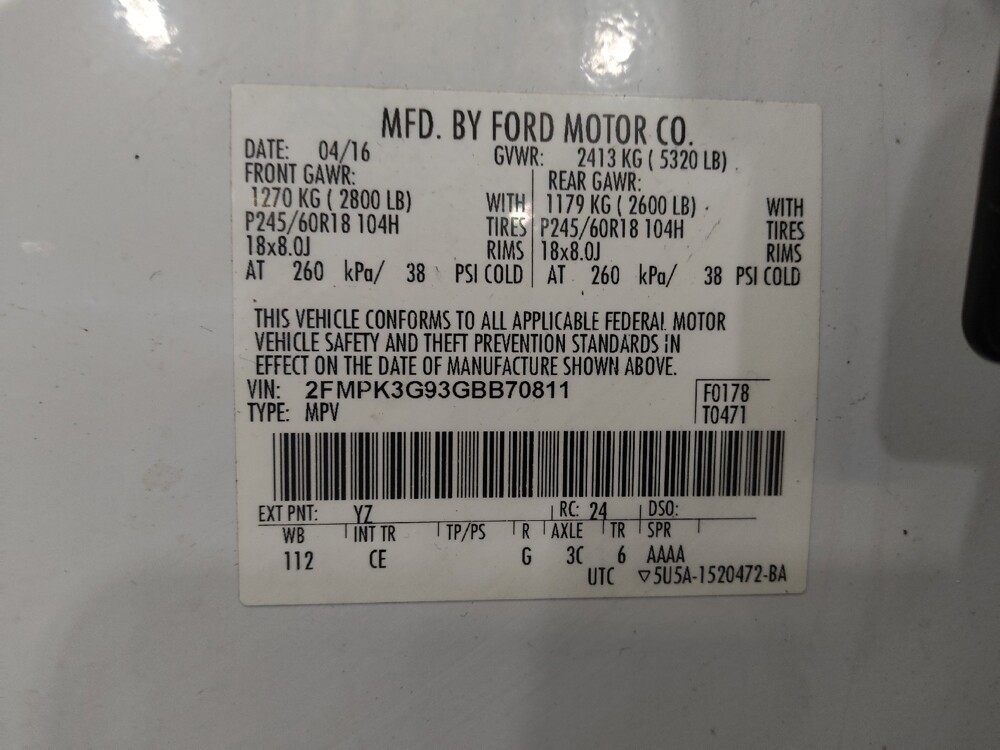 MFD. BY FORD MOTOR CO.
DATE: 04/16 GVWR: 2413 KG ( 5320 LB)
FRONT GAWR: REAR GAWR:
1270 KG ( 2800 LB) WITH 1179 KG ( 2600 LB) WITH
P245/60R18 104H TIRES P245/60R18 104H TIRES
18x8.0J RIMS 18x8.0J RIMS
AT 260 kPa/ 38 PSI COLD AT 260 kPa/ 38 PSI COLD
THIS VEHICLE CONFORMS TO ALL APPLICABLE FEDERAL MOTOR
VEHICLE SAFETY AND THEFT PREVENTION STANDARDS IN
EFFECT ON THE DATE OF MANUFACTURE SHOWN ABOVE.
VIN: 2FMPK3G93GBB70811 F0178
TYPE: MPV T0471
EXT PNT: YZ RC: 24 DSO:
WB INT TR TP/PS R AXLE TR SPR
112 CE G 3C 6 AAAA
UTC ▽5U5A-1520472-BA